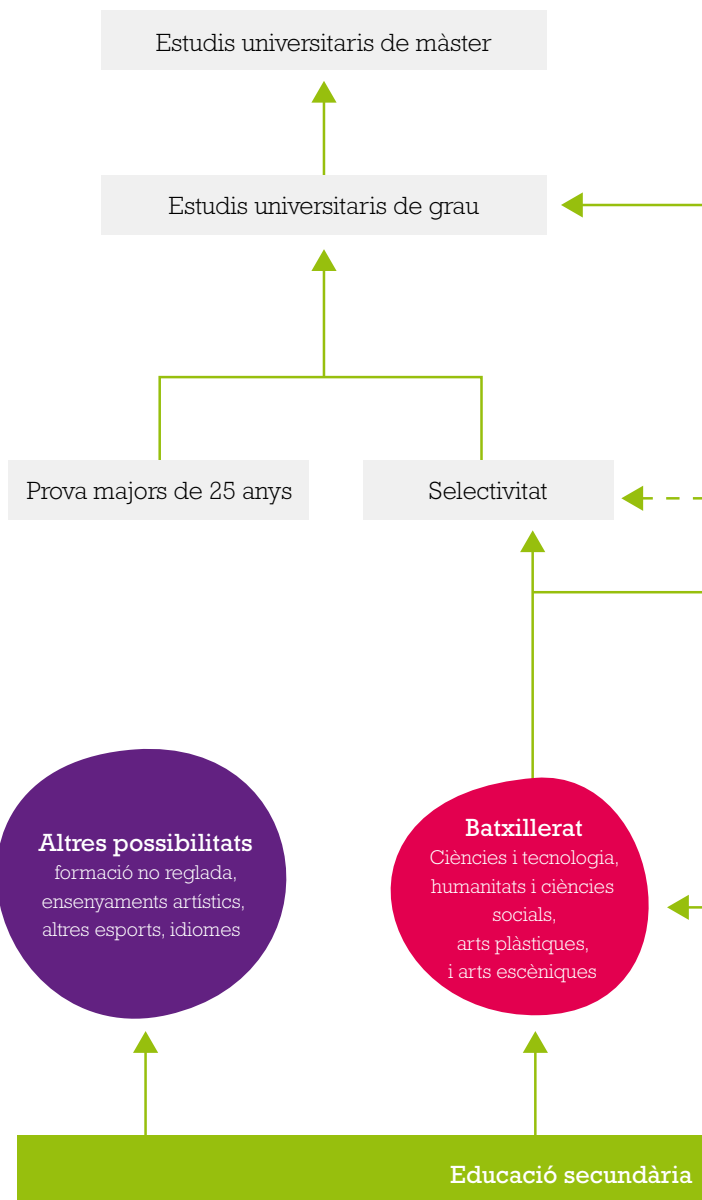 Estudis universitaris de màster
Estudis universitaris de grau
Prova majors de 25 anys
Selectivitat
Altres possibilitats
formació no reglada,
ensenyaments artístics,
altres esports, idiomes
Batxillerat
Ciències i tecnologia,
humanitats i ciències
socials,
arts plàstiques,
i arts escèniques
Educació secundària